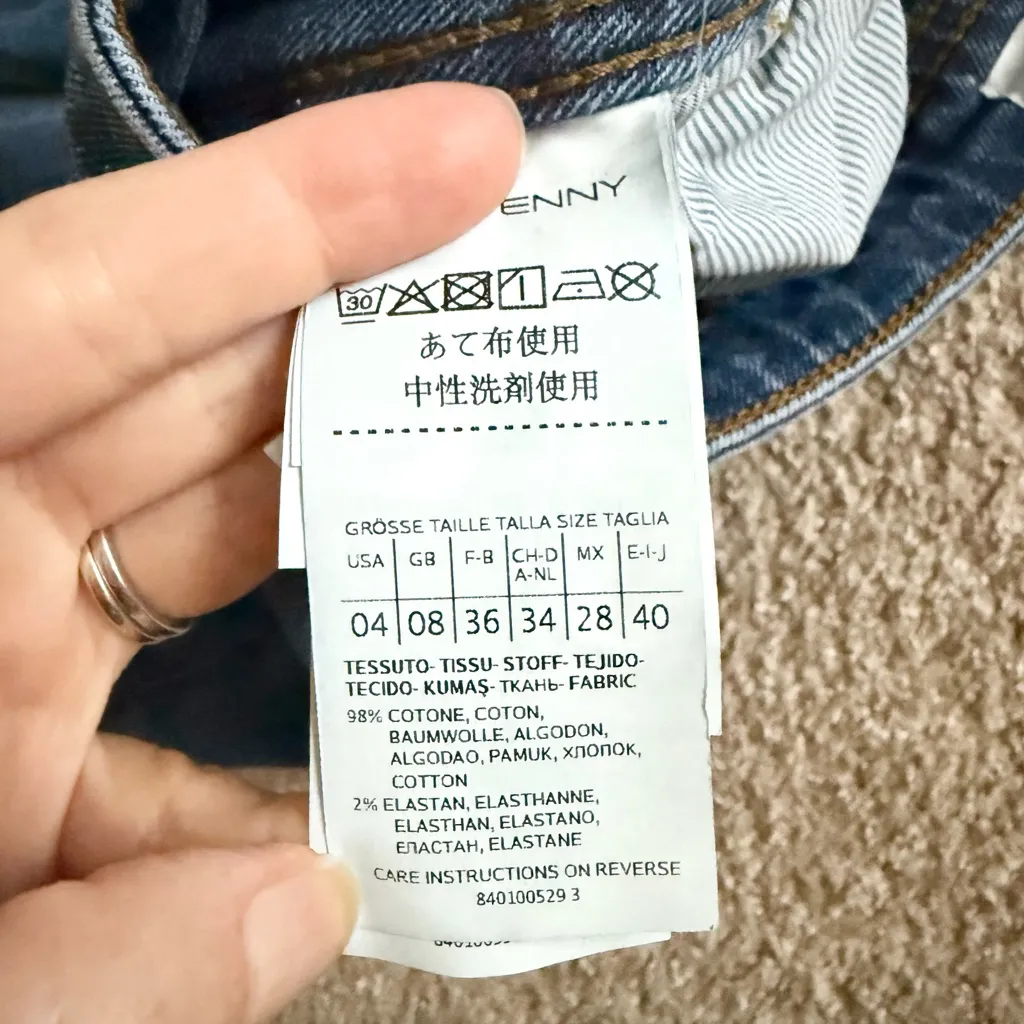 ENNY
30
あて布使用
中性洗剤使用
GRÖSSE TAILLE TALLA SIZE TAGLIA
USA GB F-B CH-D A-NL MX E-I-J
04 08 36 34 28 40
TESSUTO- TISSU- STOFF- TEJIDO-
TECIDO- KUMAŞ- ТКАНЬ- FABRIC
98% COTONE, COTON,
BAUMWOLLE, ALGODON,
ALGODAO, PAMUK, ХЛОПОК,
COTTON
2% ELASTAN, ELASTHANNE,
ELASTHAN, ELASTANO,
ЕЛАСТАН, ELASTANE
CARE INSTRUCTIONS ON REVERSE
840100529 3